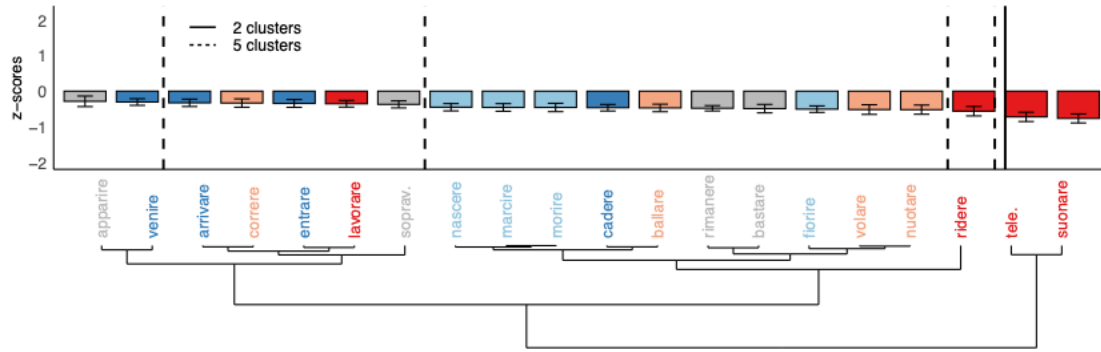 2 clusters
5 clusters
z-scores
2
1
0
−1
−2
apparire
venire
arrivare
correre
entrare
lavorare
soprav.
nascere
marcire
morire
cadere
ballare
rimanere
bastare
fiorire
volare
nuotare
ridere
tele.
suonare